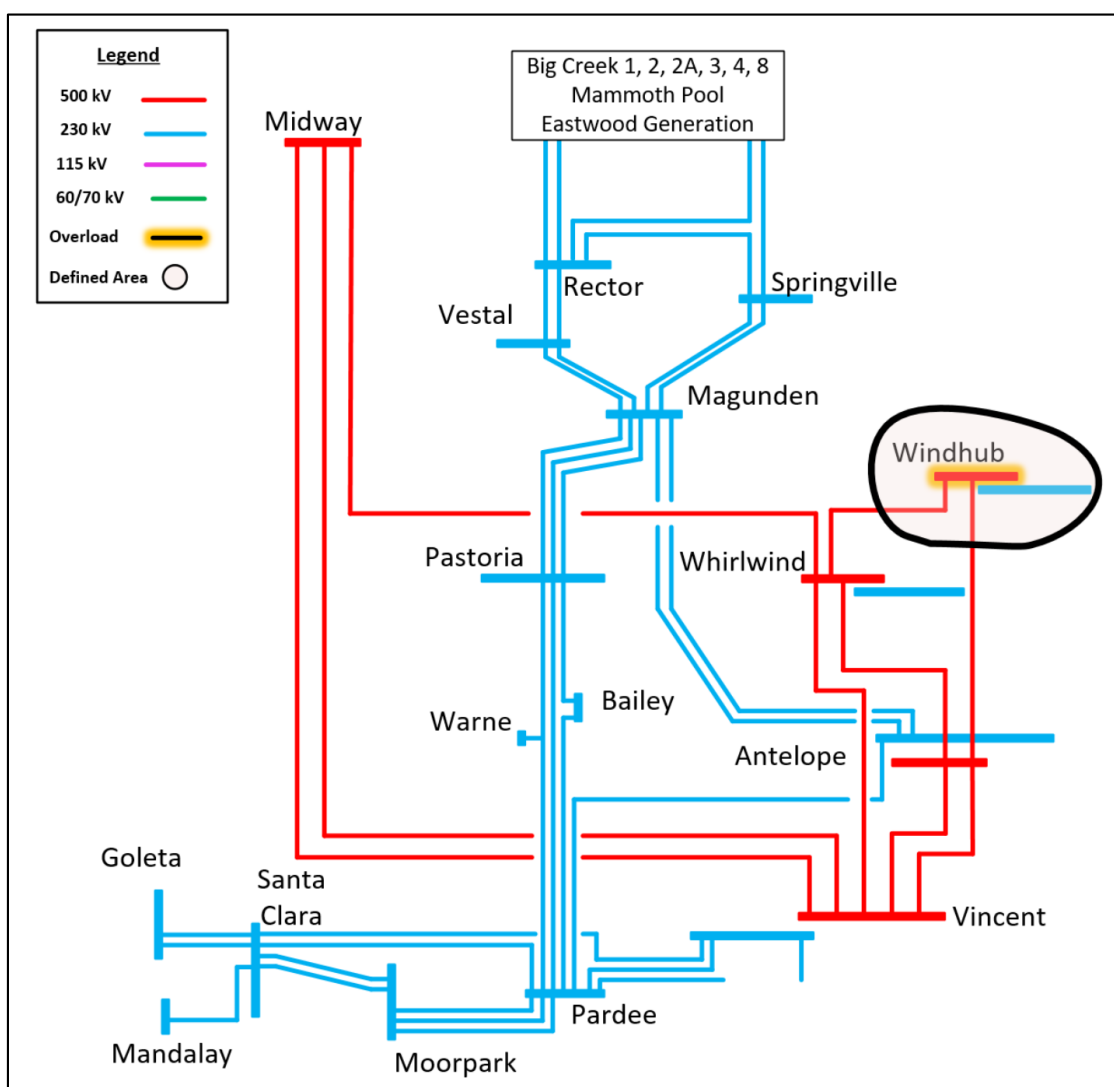 Legend
500 kV
230 kV
115 kV
60/70 kV
Overload
Defined Area
Big Creek 1, 2, 2A, 3, 4, 8
Mammoth Pool
Eastwood Generation
Midway
Rector
Springville
Vestal
Magunden
Windhub
Pastoria
Whirlwind
Bailey
Warne
Antelope
Goleta
Santa
Clara
Vincent
Pardee
Mandalay
Moorpark